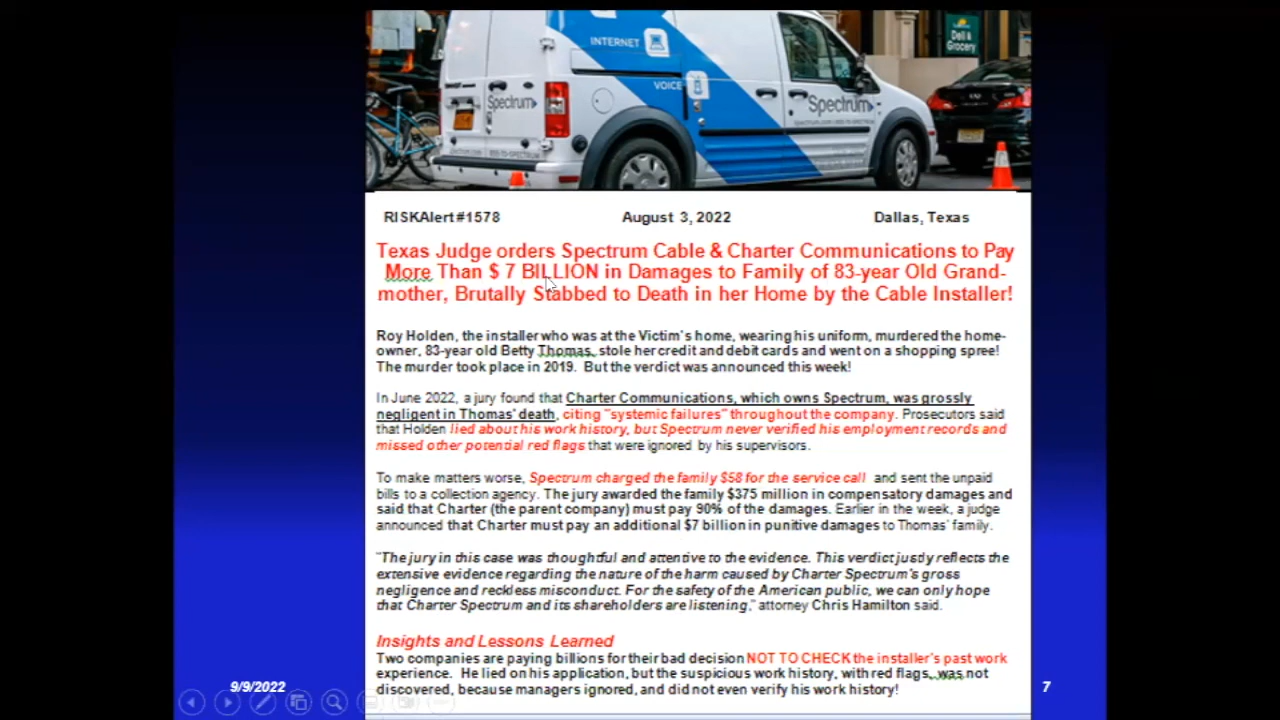 Deli &
Grocery
INTERNET
VOICE
Spectrum
Spectrum
RISKAlert#1578 August 3, 2022 Dallas, Texas
Texas Judge orders Spectrum Cable & Charter Communications to Pay
More Than $ 7 BILLION in Damages to Family of 83-year Old Grand-
mother, Brutally Stabbed to Death in her Home by the Cable Installer!
Roy Holden, the installer who was at the Victim's home, wearing his uniform, murdered the home-
owner, 83-year old Betty Thomas, stole her credit and debit cards and went on a shopping spree!
The murder took place in 2019. But the verdict was announced this week!
In June 2022, a jury found that Charter Communications, which owns Spectrum, was grossly
negligent in Thomas' death, citing "systemic failures" throughout the company. Prosecutors said
that Holden lied about his work history, but Spectrum never verified his employment records and
missed other potential red flags that were ignored by his supervisors.
To make matters worse, Spectrum charged the family $58 for the service call and sent the unpaid
bills to a collection agency. The jury awarded the family $375 million in compensatory damages and
said that Charter (the parent company) must pay 90% of the damages. Earlier in the week, a judge
announced that Charter must pay an additional $7 billion in punitive damages to Thomas' family.
"The jury in this case was thoughtful and attentive to the evidence. This verdict justly reflects the
extensive evidence regarding the nature of the harm caused by Charter Spectrum's gross
negligence and reckless misconduct. For the safety of the American public, we can only hope
that Charter Spectrum and its shareholders are listening," attorney Chris Hamilton said.
Insights and Lessons Learned
Two companies are paying billions for their bad decision NOT TO CHECK the installer's past work
experience. He lied on his application, but the suspicious work history, with red flags, was not
discovered, because managers ignored, and did not even verify his work history!
9/9/2022
7